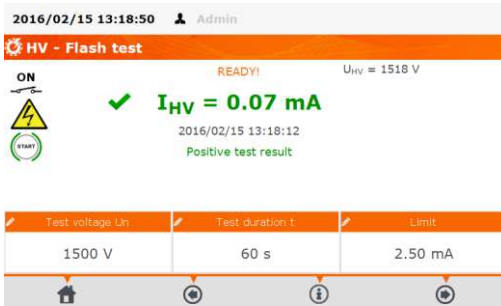 2016/02/15 13:18:50 Admin
HV - Flash test
ON
READY!
U_HV = 1518 V
I_HV = 0.07 mA
START
2016/02/15 13:18:12
Positive test result
Test voltage Un
Test duration t
Limit
1500 V
60 s
2.50 mA